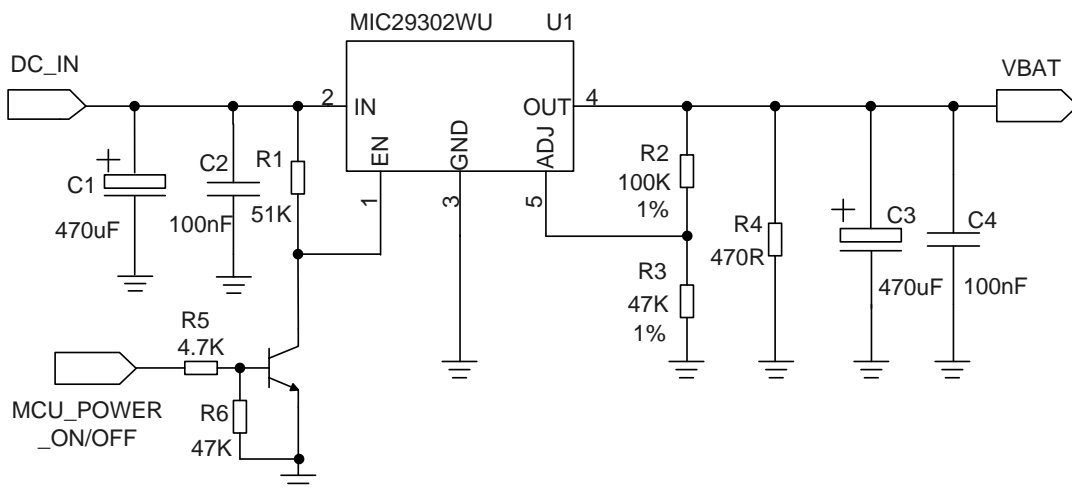 MIC29302WU U1
DC_IN
VBAT
2 IN OUT 4
EN GND ADJ
1 3 5
C1
470uF
C2
100nF
R1
51K
R2
100K
1%
R3
47K
1%
R4
470R
C3
470uF
C4
100nF
R5
4.7K
MCU_POWER
_ON/OFF
R6
47K